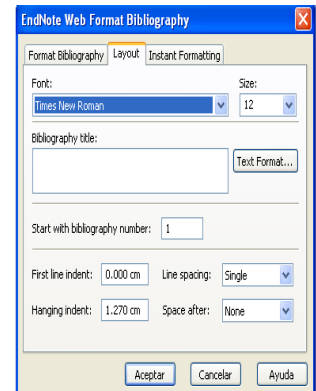 EndNote Web Format Bibliography
Format Bibliography Layout Instant Formatting
Font: Size:
Times New Roman 12
Bibliography title:
Text Format...
Start with bibliography number: 1
First line indent: 0.000 cm Line spacing: Single
Hanging indent: 1.270 cm Space after: None
Aceptar Cancelar Ayuda